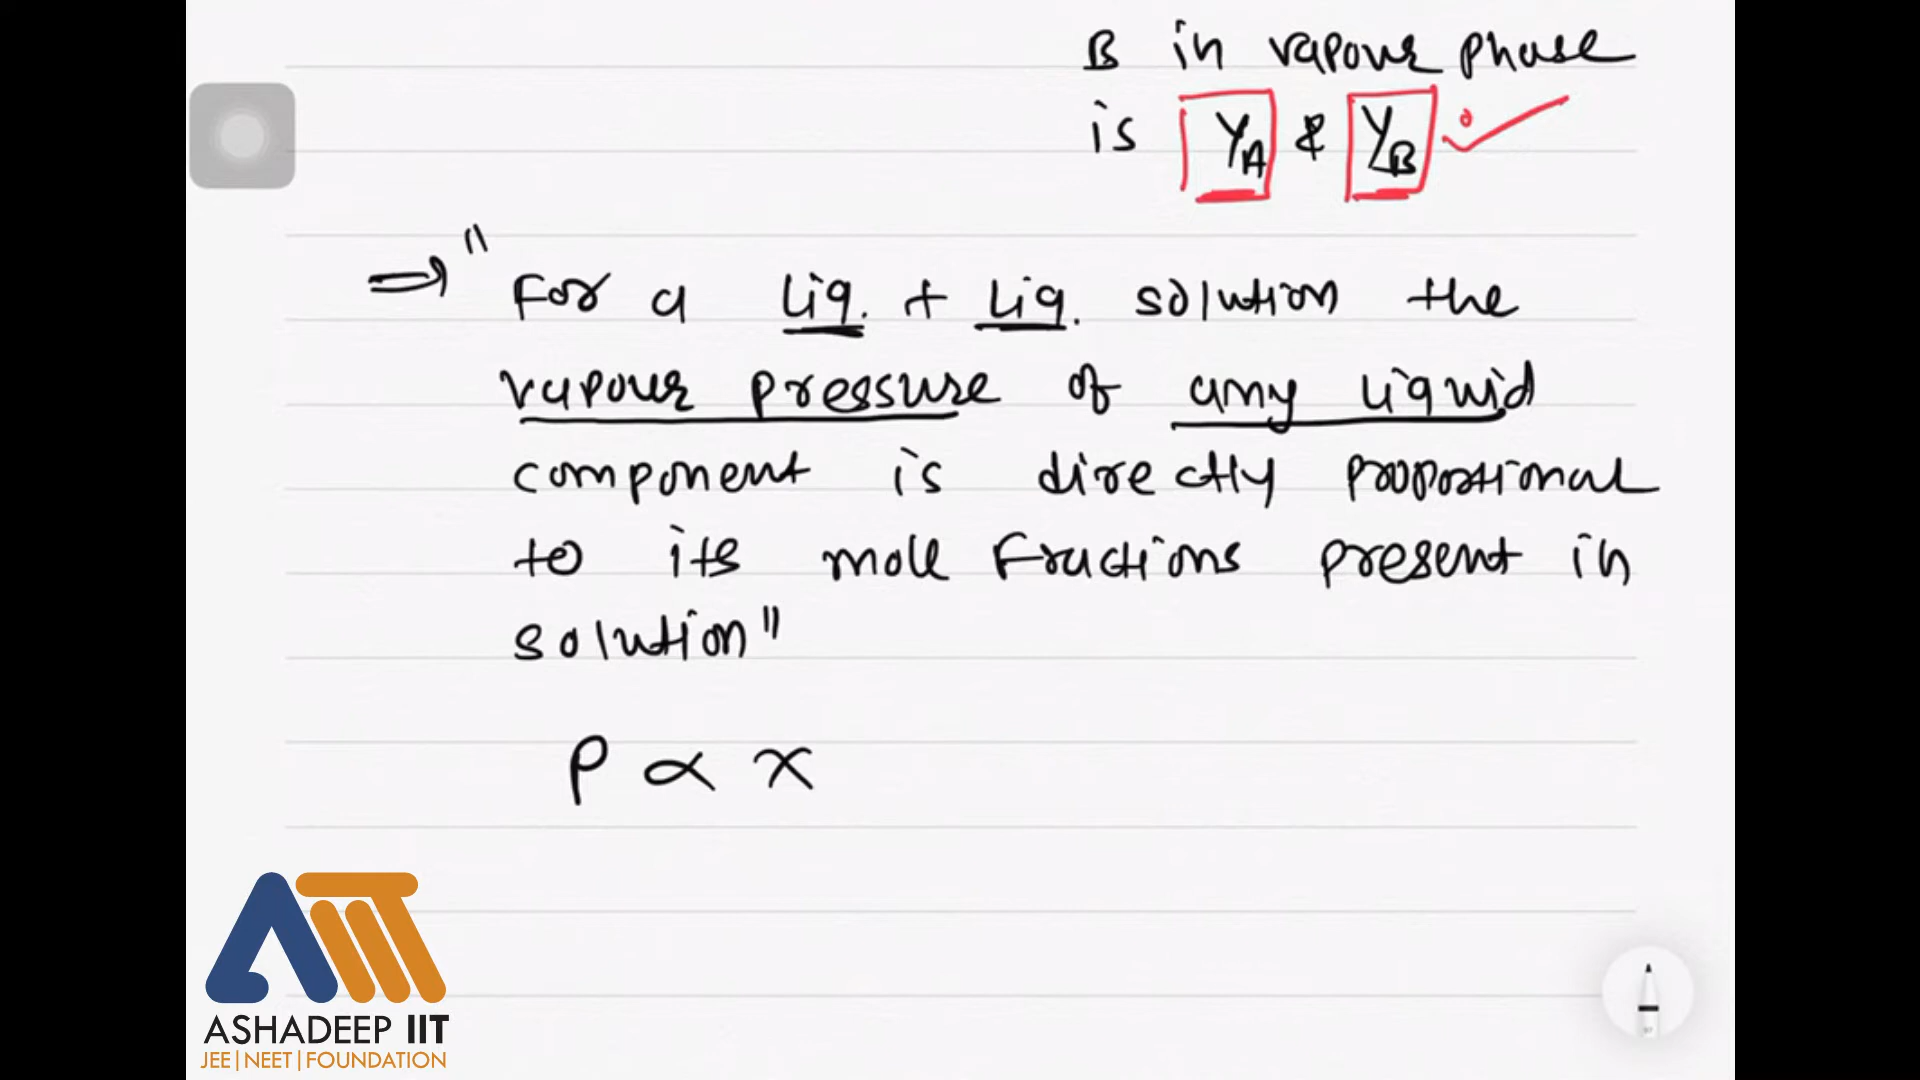 B in vapour phase
is YA & YB
⇒ "For a Liq. + Liq. solution the
vapour pressure of any liquid
component is directly proportional
to its mole fractions present in
solution"
P ∝ x
ASHADEEP IIT
JEE|NEET|FOUNDATION